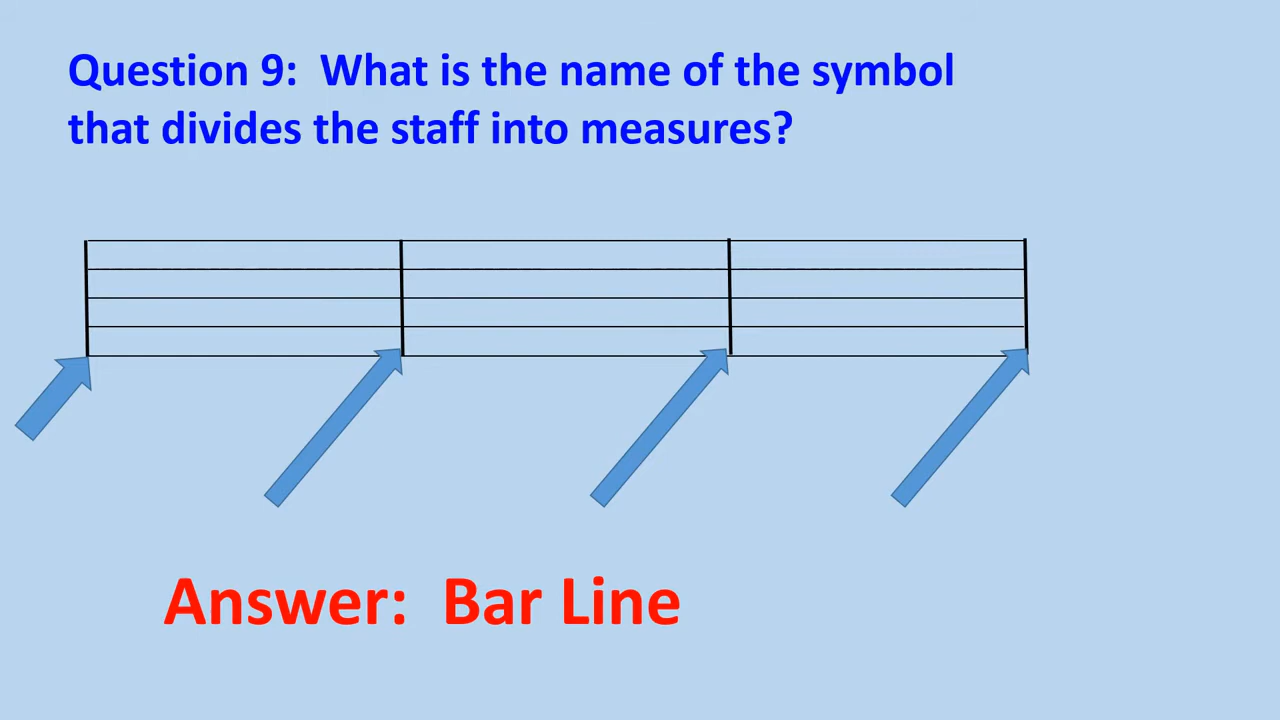 Question 9:  What is the name of the symbol
that divides the staff into measures?
Answer:  Bar Line